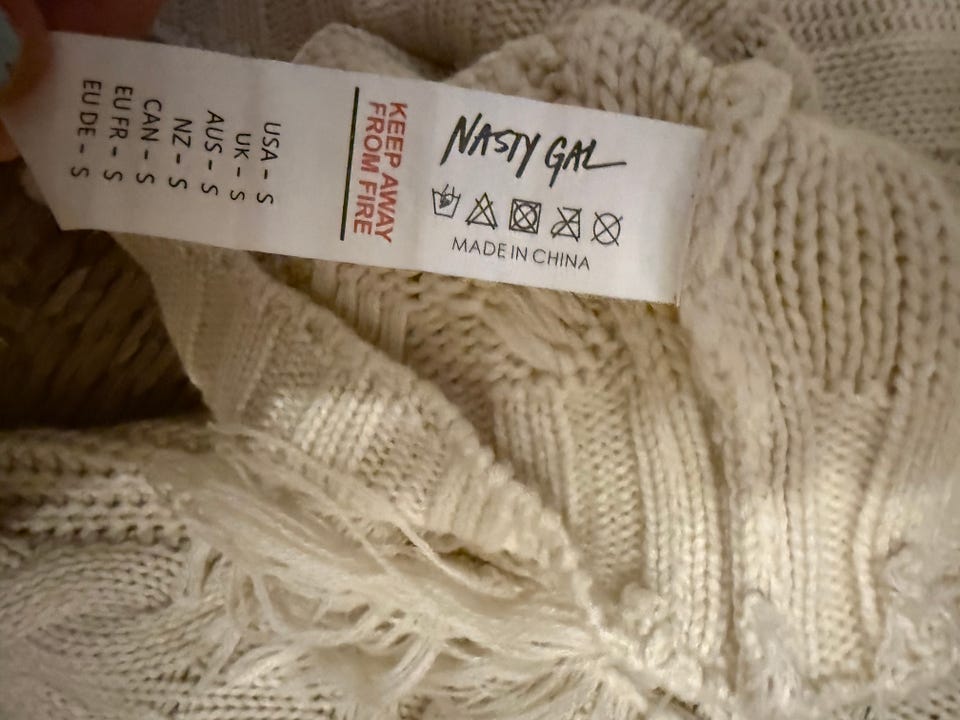 NASTY GAL
MADE IN CHINA
KEEP AWAY
FROM FIRE
USA - S
UK - S
AUS - S
NZ - S
CAN - S
EU FR - S
EU DE - S